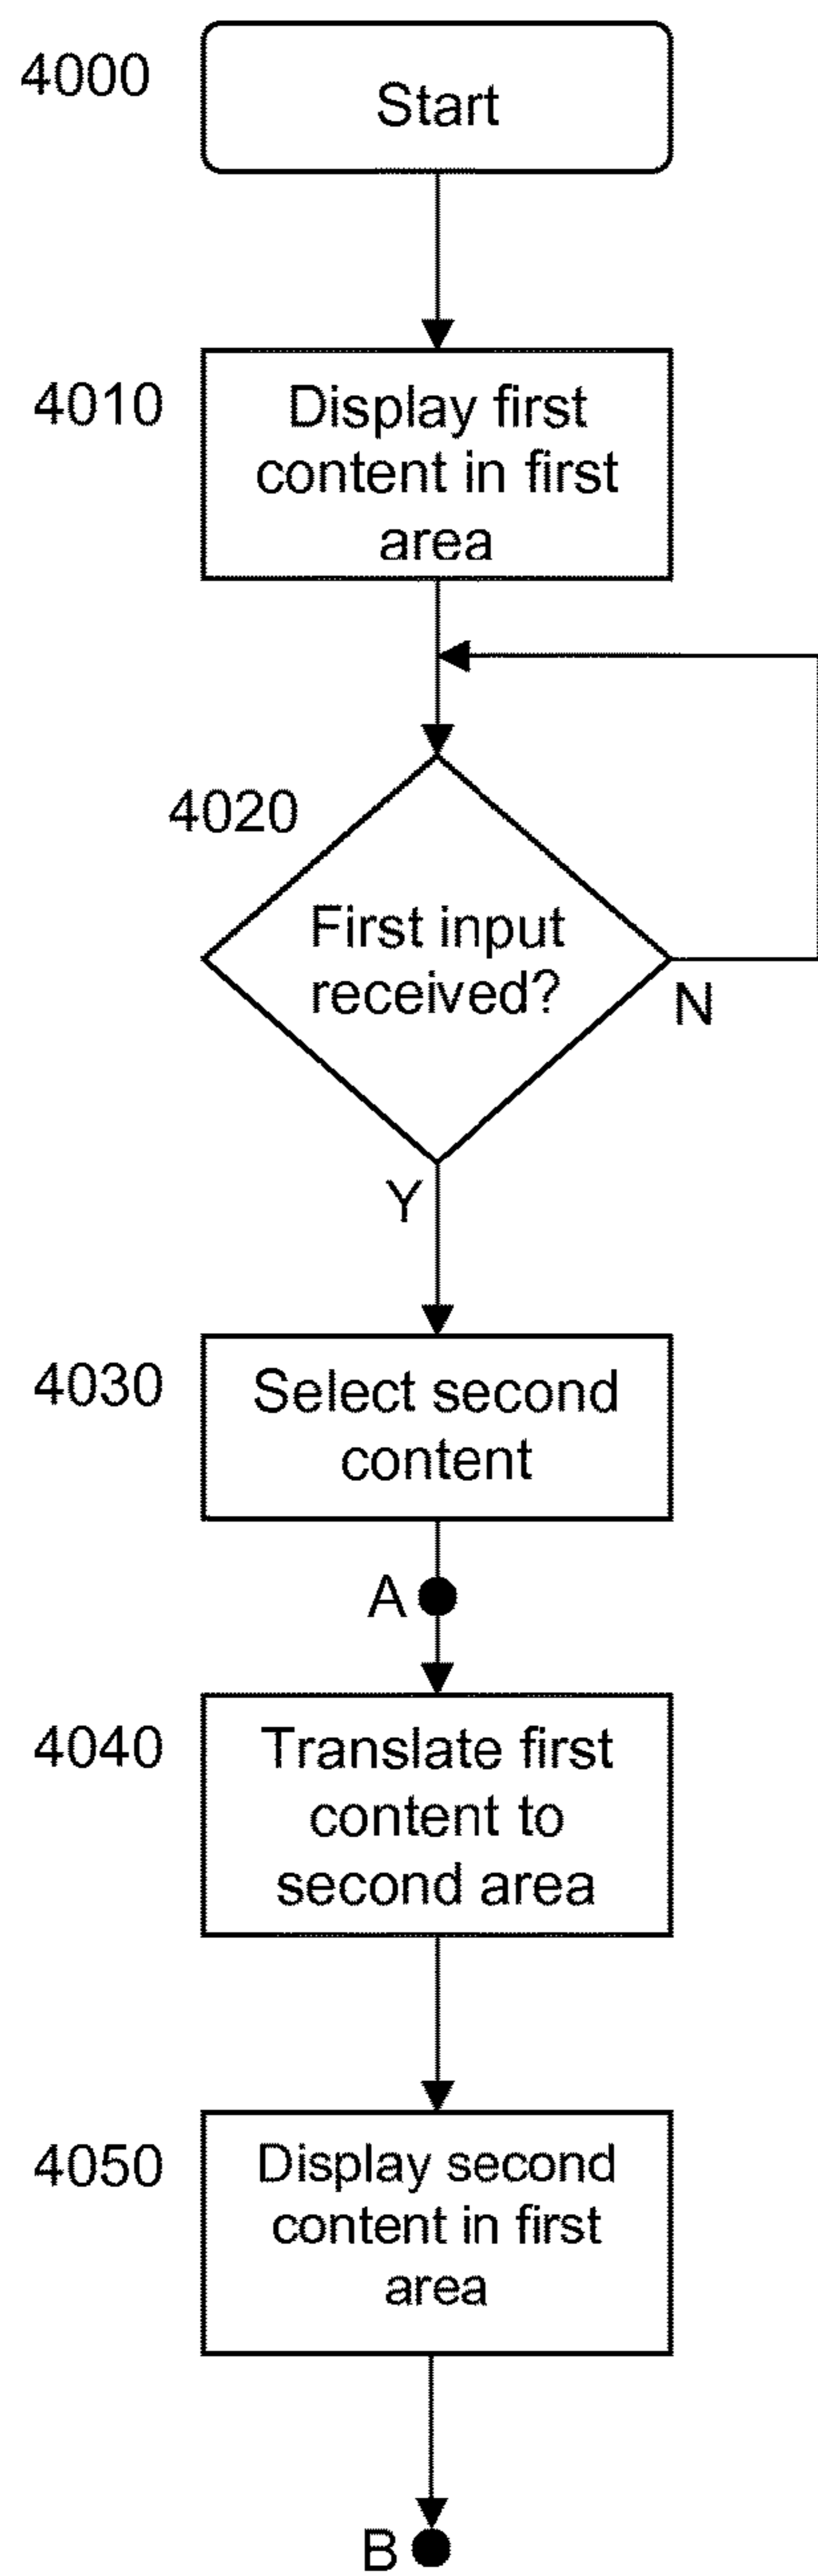 4000
Start
4010
Display first
content in first
area
4020
First input
received?
N
Y
4030
Select second
content
A
4040
Translate first
content to
second area
4050
Display second
content in first
area
B